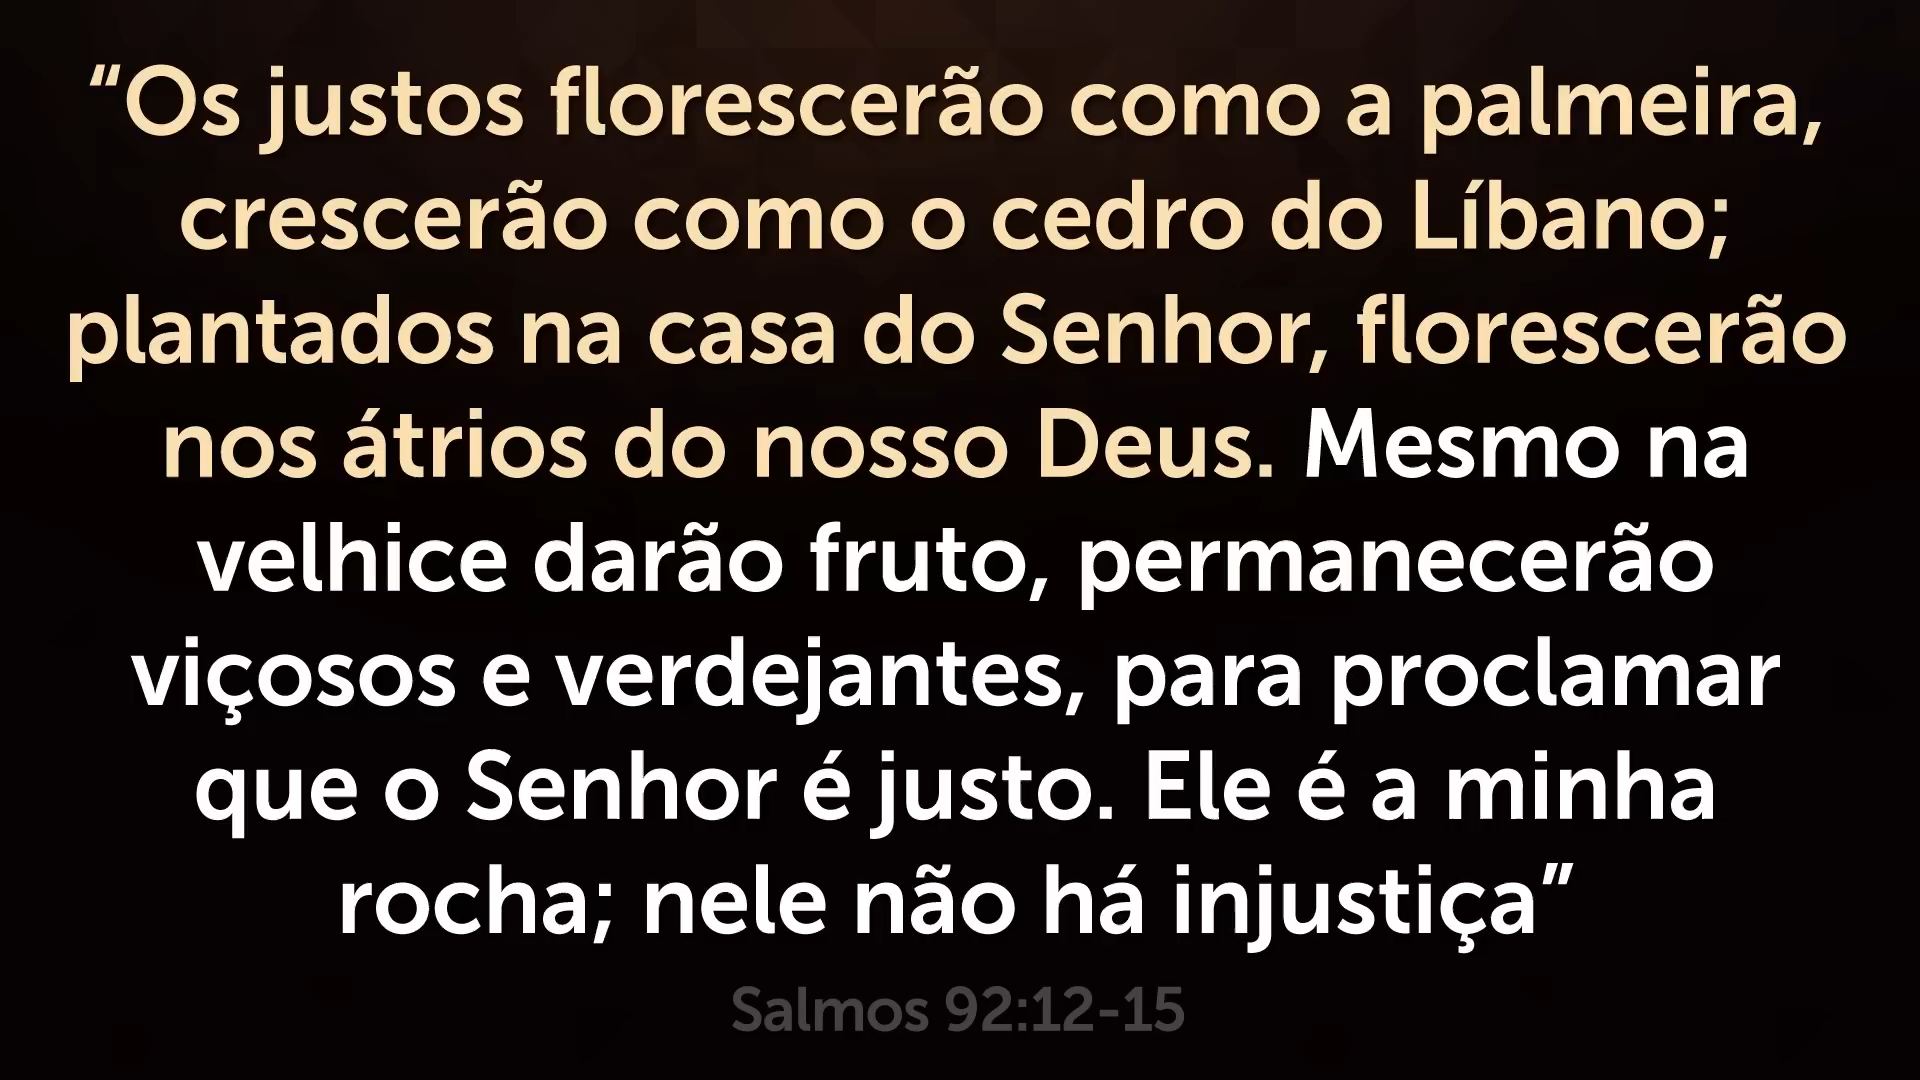 “Os justos florescerão como a palmeira,
crescerão como o cedro do Líbano;
plantados na casa do Senhor, florescerão
nos átrios do nosso Deus. Mesmo na
velhice darão fruto, permanecerão
viçosos e verdejantes, para proclamar
que o Senhor é justo. Ele é a minha
rocha; nele não há injustiça”
Salmos 92:12-15